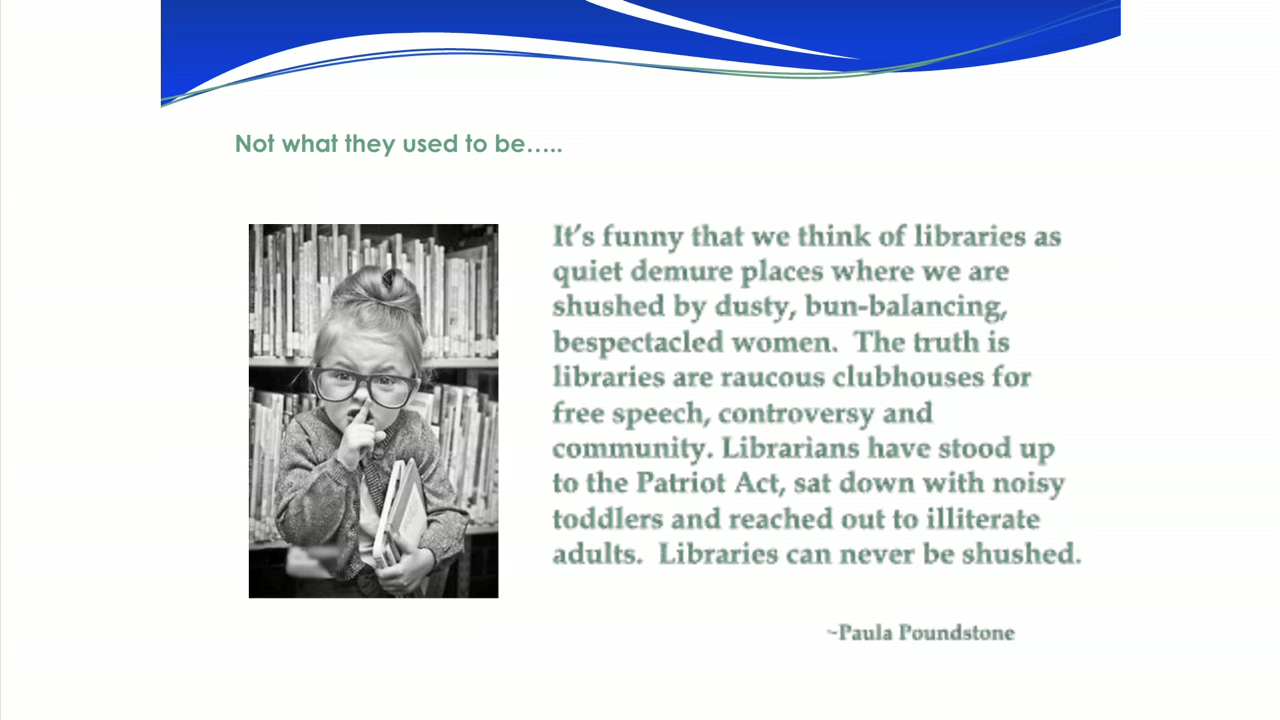 Not what they used to be.....
It's funny that we think of libraries as
quiet demure places where we are
shushed by dusty, bun-balancing,
bespectacled women.  The truth is
libraries are raucous clubhouses for
free speech, controversy and
community. Librarians have stood up
to the Patriot Act, sat down with noisy
toddlers and reached out to illiterate
adults.  Libraries can never be shushed.
~Paula Poundstone